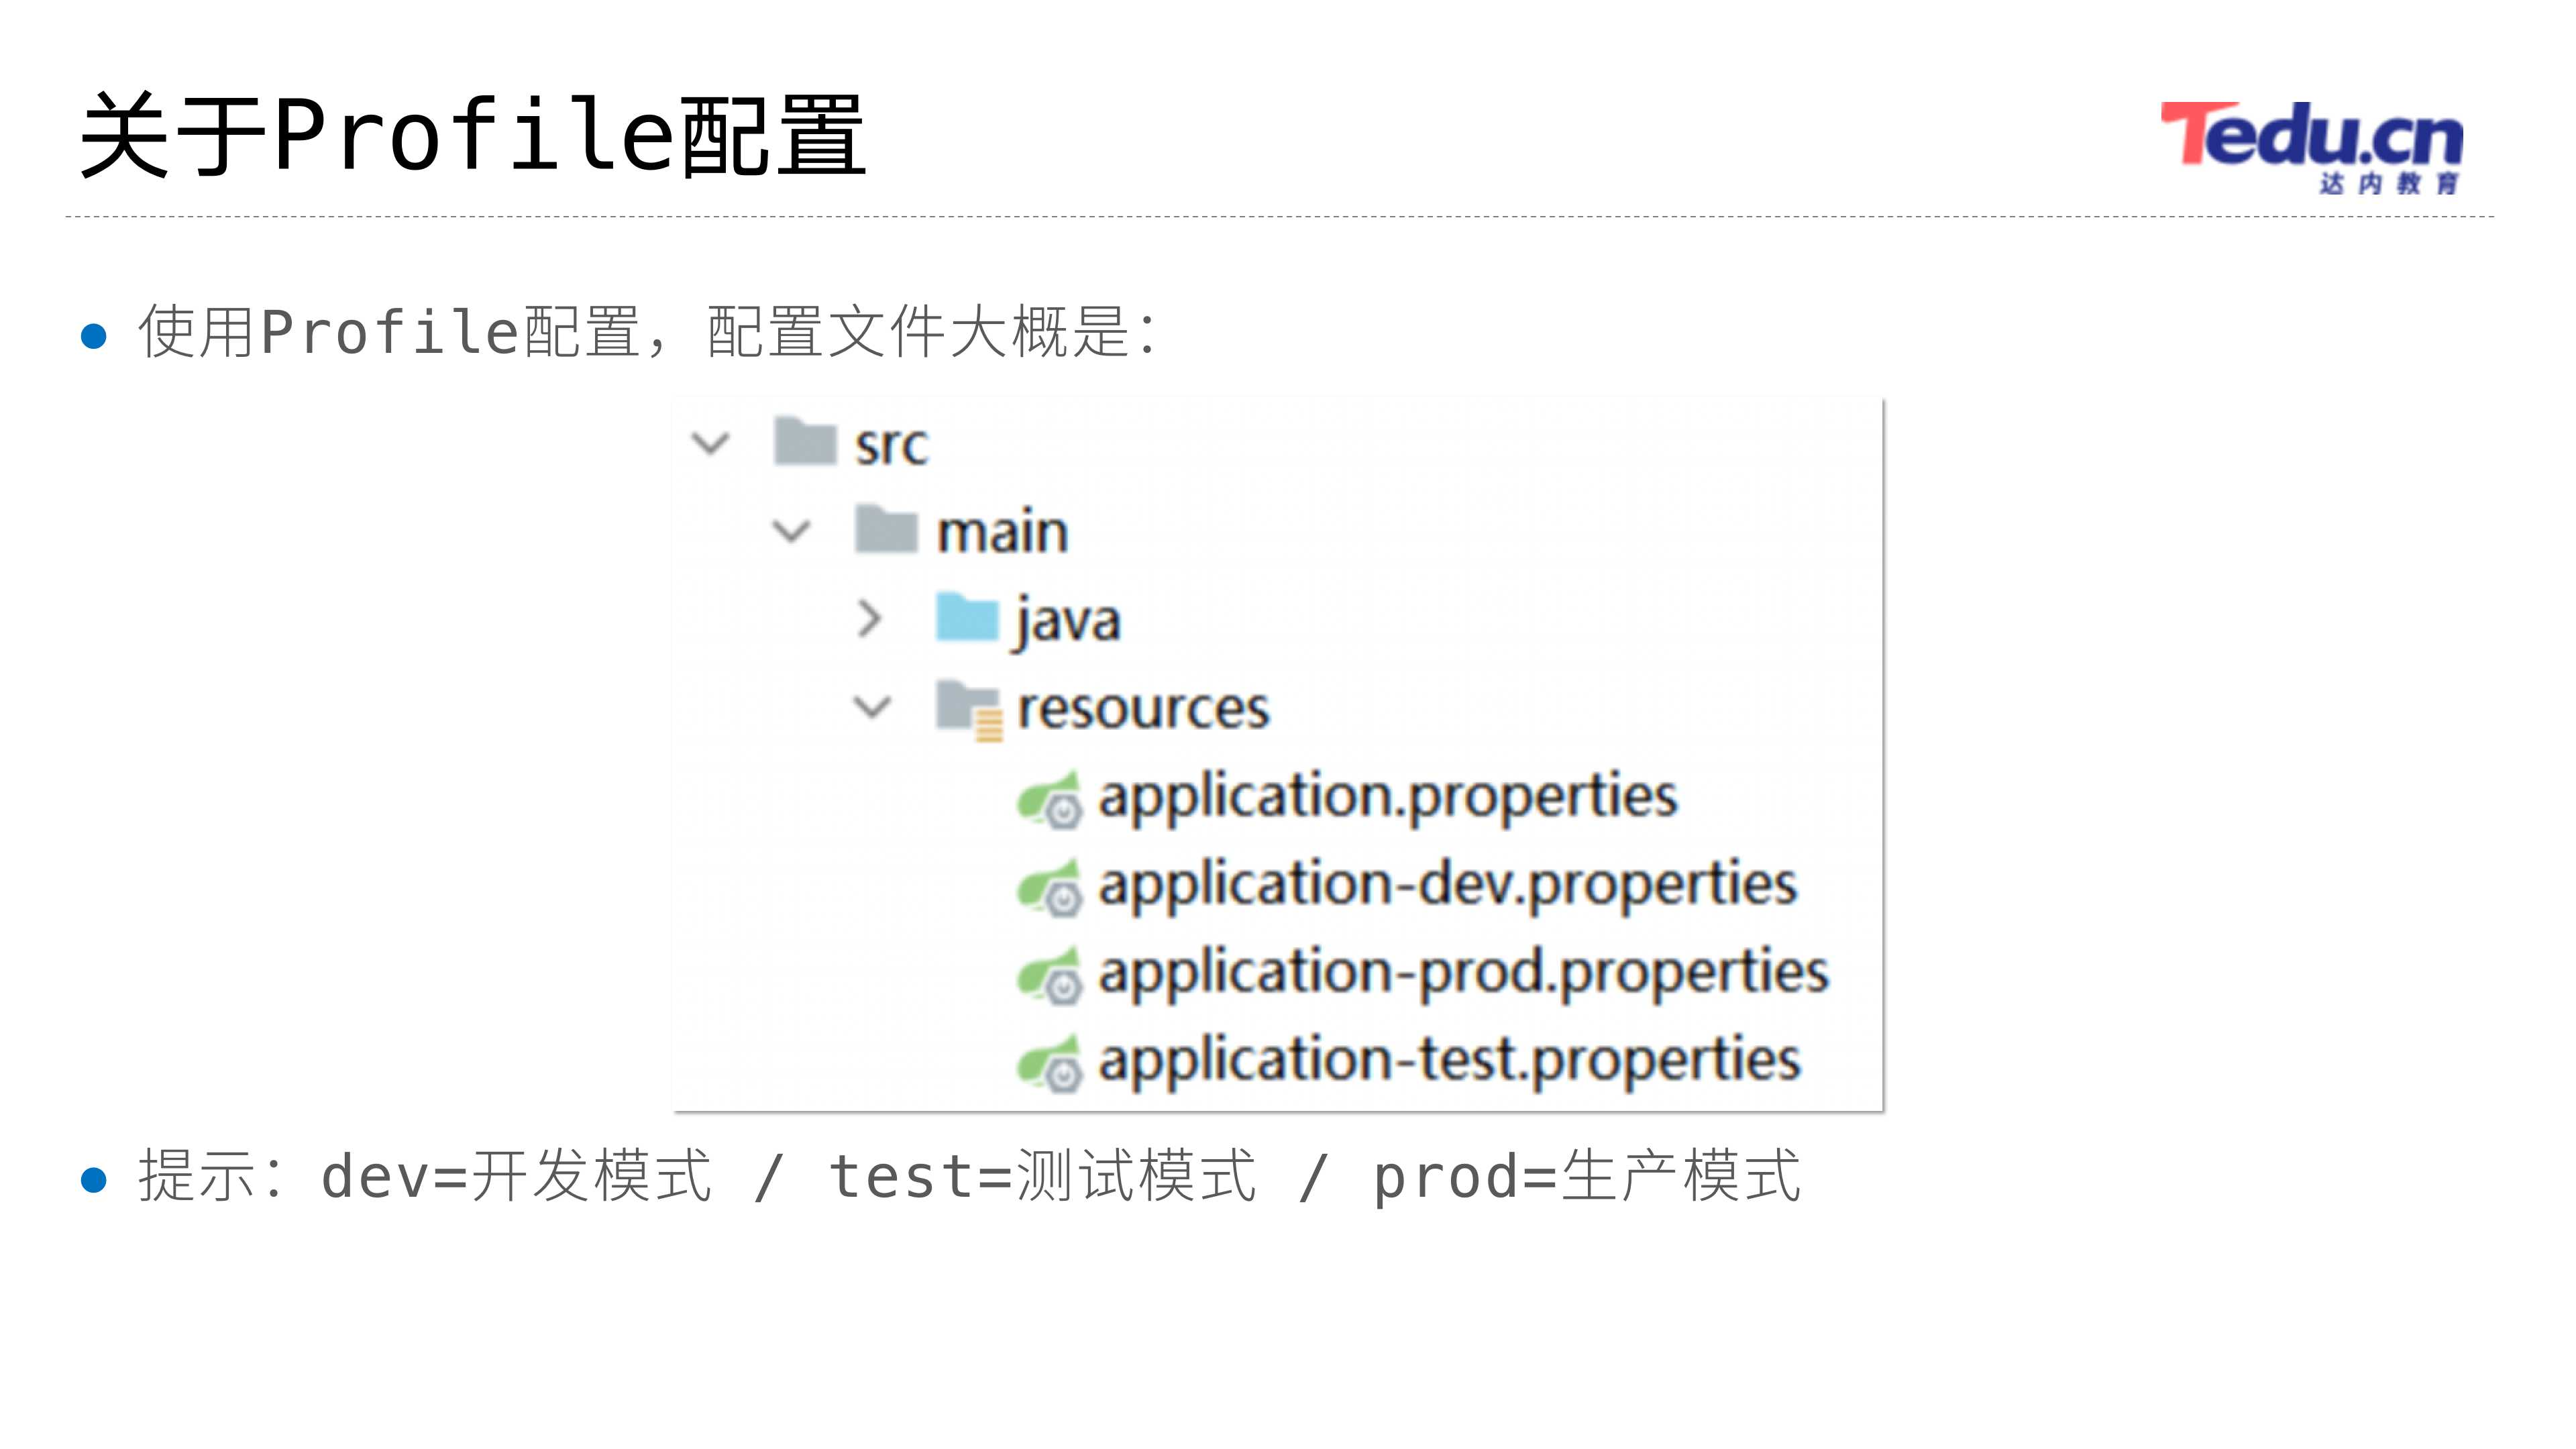 关于Profile配置
Tedu.cn
达内教育
使用Profile配置，配置文件大概是：
src
main
java
resources
application.properties
application-dev.properties
application-prod.properties
application-test.properties
提示：dev=开发模式 / test=测试模式 / prod=生产模式